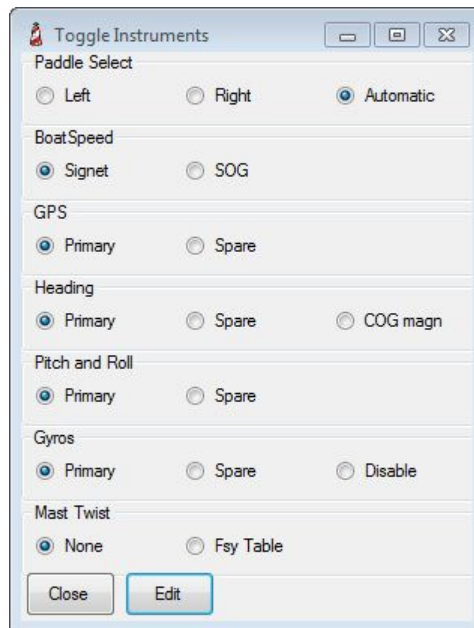 Toggle Instruments
Paddle Select
Left Right Automatic
BoatSpeed
Signet SOG
GPS
Primary Spare
Heading
Primary Spare COG magn
Pitch and Roll
Primary Spare
Gyros
Primary Spare Disable
Mast Twist
None Fsy Table
Close Edit